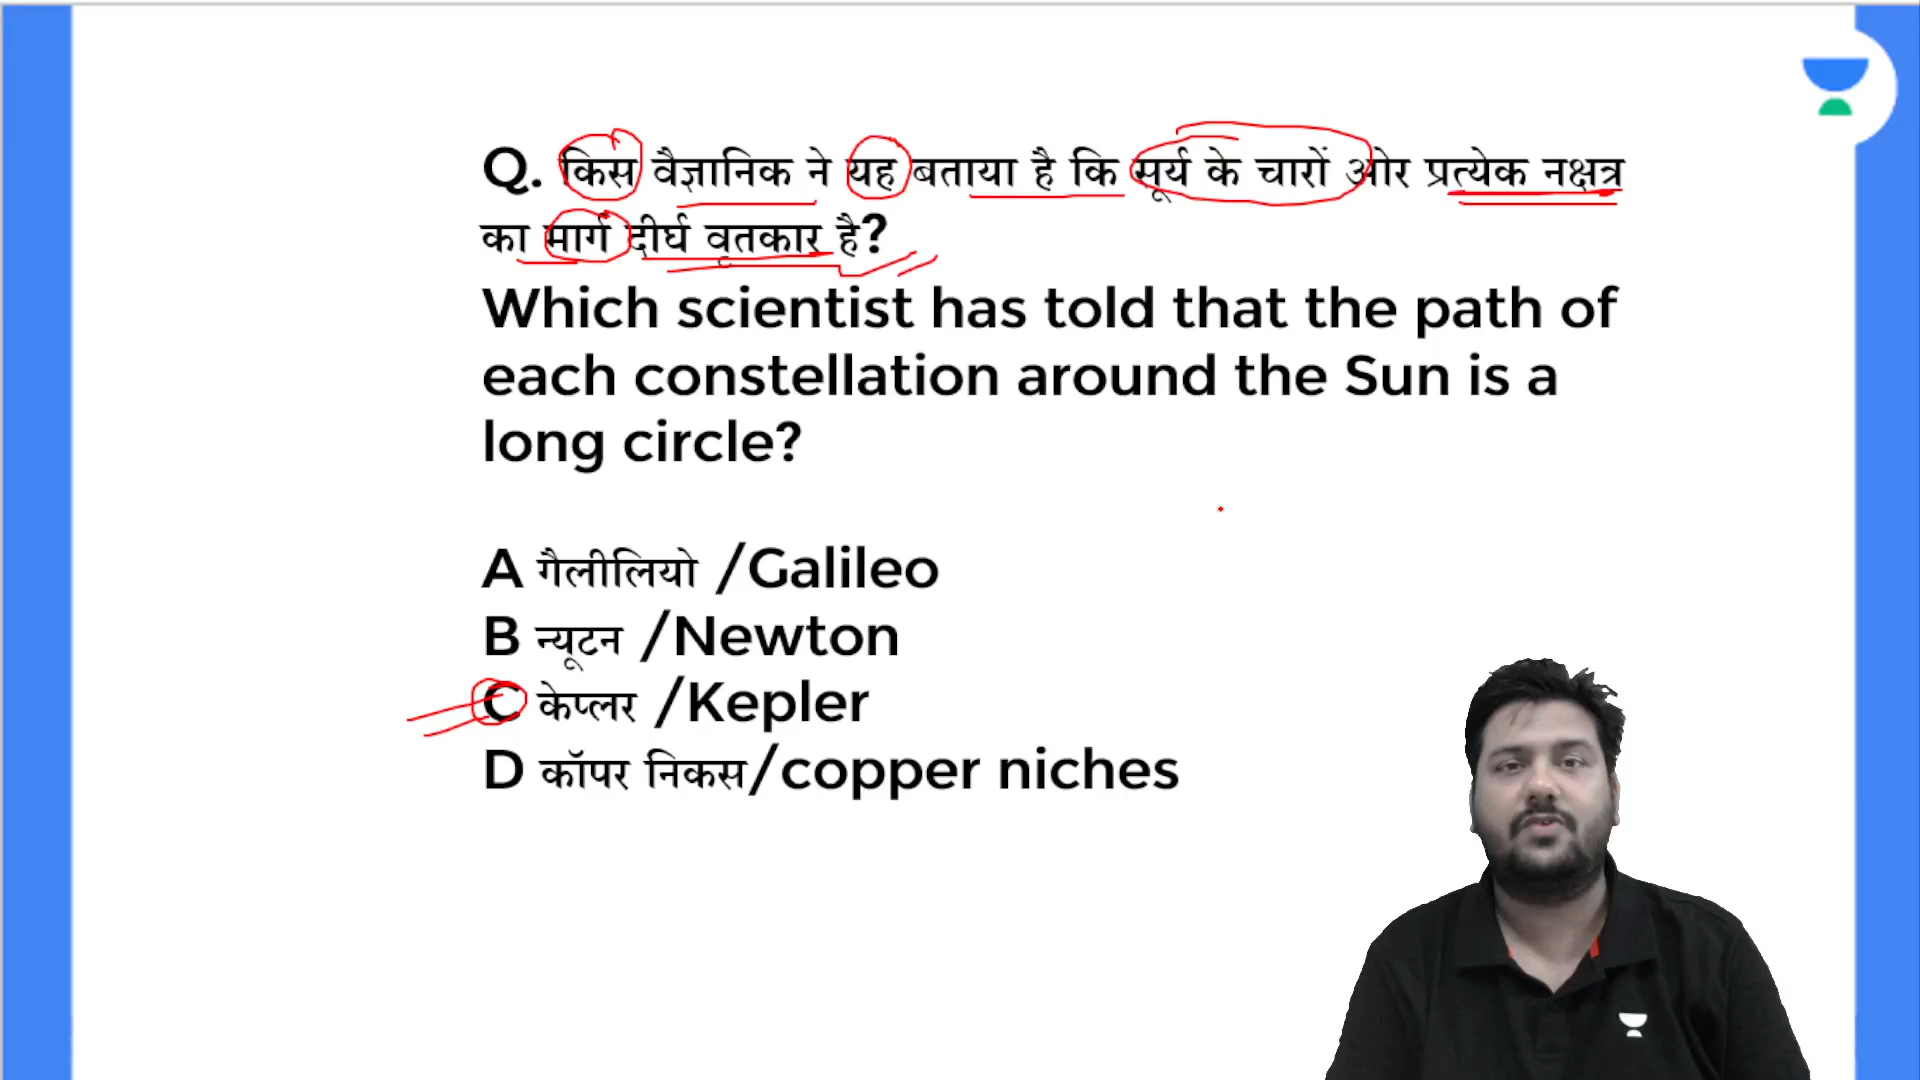 Q. किस वैज्ञानिक ने यह बताया है कि सूर्य के चारों ओर प्रत्येक नक्षत्र
का मार्ग दीर्घ वृतकार है?
Which scientist has told that the path of
each constellation around the Sun is a
long circle?
A गैलीलियो /Galileo
B न्यूटन /Newton
C केप्लर /Kepler
D कॉपर निकस/copper niches